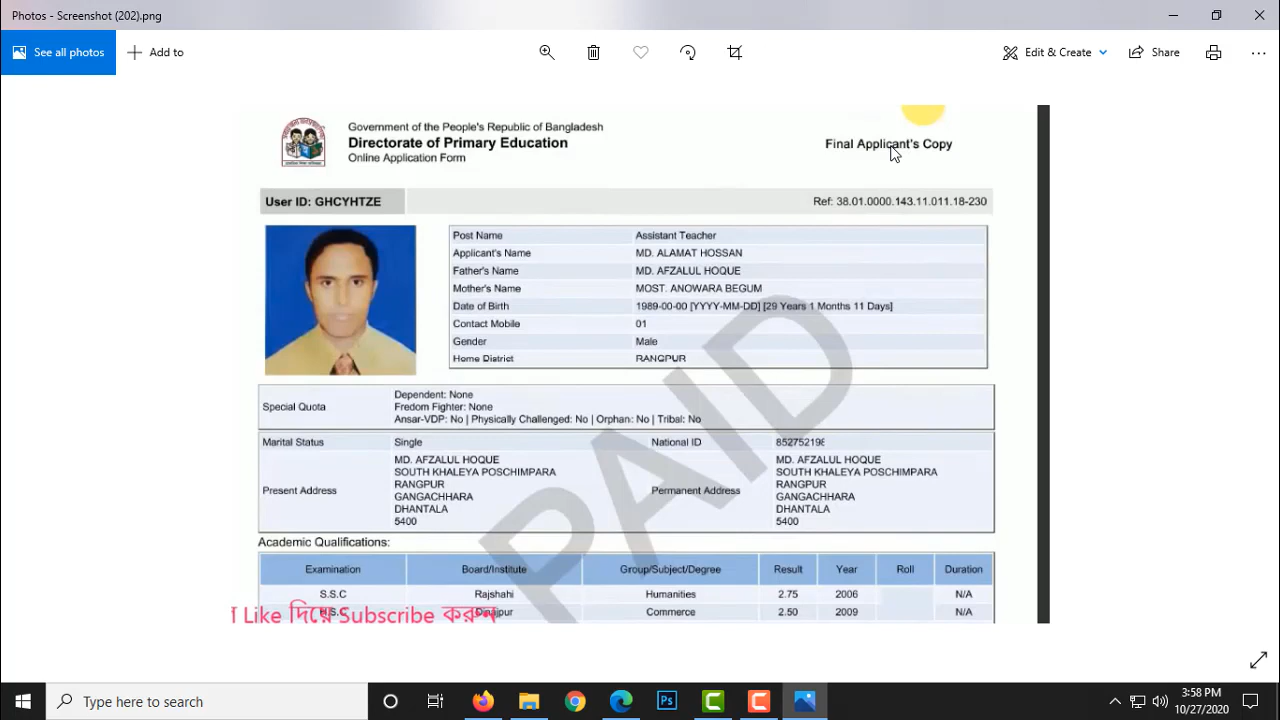 Photos - Screenshot (202).png
See all photos
Add to
Edit & Create
Share
Government of the People's Republic of Bangladesh
Directorate of Primary Education
Online Application Form
Final Applicant's Copy
User ID: GHCYHTZE
Ref: 38.01.0000.143.11.011.18-230
Post Name Assistant Teacher
Applicant's Name MD. ALAMAT HOSSAN
Father's Name MD. AFZALUL HOQUE
Mother's Name MOST. ANOWARA BEGUM
Date of Birth 1989-00-00 [YYYY-MM-DD] [29 Years 1 Months 11 Days]
Contact Mobile 01
Gender Male
Home District RANGPUR
Special Quota
Dependent: None
Fredom Fighter: None
Ansar-VDP: No | Physically Challenged: No | Orphan: No | Tribal: No
Marital Status Single National ID 852752198
Present Address
MD. AFZALUL HOQUE
SOUTH KHALEYA POSCHIMPARA
RANGPUR
GANGACHHARA
DHANTALA
5400
Permanent Address
MD. AFZALUL HOQUE
SOUTH KHALEYA POSCHIMPARA
RANGPUR
GANGACHHARA
DHANTALA
5400
PAID
Academic Qualifications:
Examination Board/Institute Group/Subject/Degree Result Year Roll Duration
S.S.C Rajshahi Humanities 2.75 2006 N/A
H.S.C Dinajpur Commerce 2.50 2009 N/A
Like দিয়ে Subscribe করুন
Type here to search
Ps
3:58 PM
10/27/2020